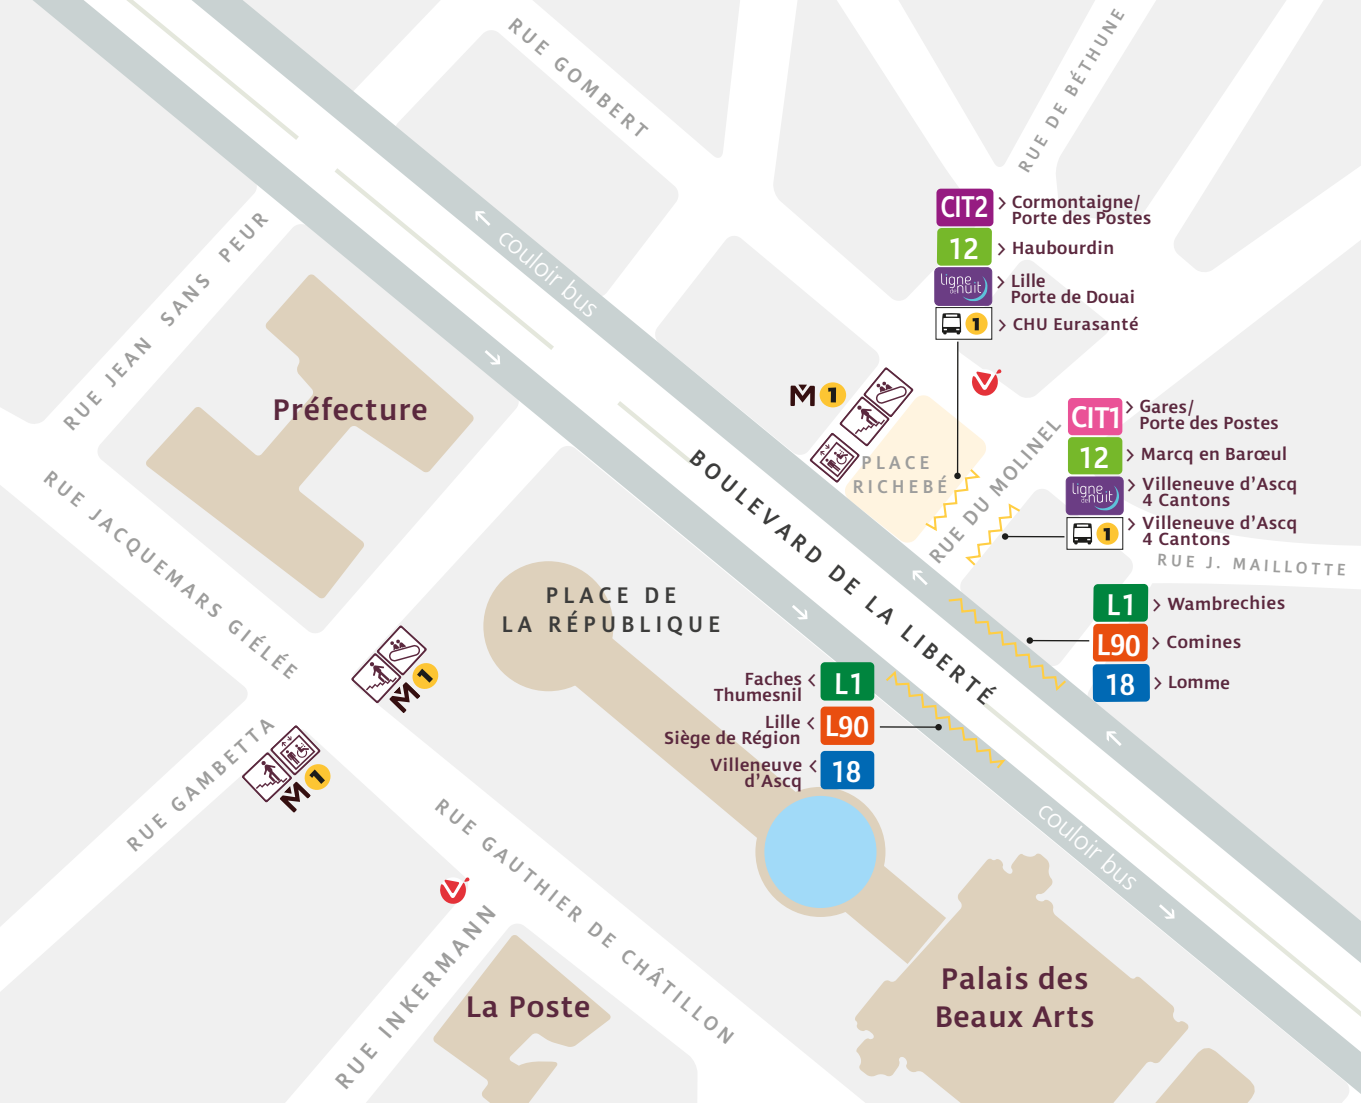 RUE GOMBERT
RUE DE BÉTHUNE
CIT2
Cormontaigne/
Porte des Postes
12
Haubourdin
ligne
de nuit
Lille
Porte de Douai
1
CHU Eurasanté
couloir bus
RUE JEAN SANS PEUR
Préfecture
M 1
PLACE
RICHEBÉ
RUE DU MOLINEL
CIT1
Gares/
Porte des Postes
12
Marcq en Barœul
ligne
de nuit
Villeneuve d'Ascq
4 Cantons
1
Villeneuve d'Ascq
4 Cantons
RUE J. MAILLOTTE
BOULEVARD DE LA LIBERTÉ
RUE JACQUEMARS GIÉLÉE
PLACE DE
LA RÉPUBLIQUE
L1
Wambrechies
L90
Comines
18
Lomme
Faches
Thumesnil
L1
Lille
Siège de Région
L90
Villeneuve
d'Ascq
18
M 1
M 1
RUE GAMBETTA
RUE GAUTHIER DE CHÂTILLON
couloir bus
RUE INKERMANN
La Poste
Palais des
Beaux Arts